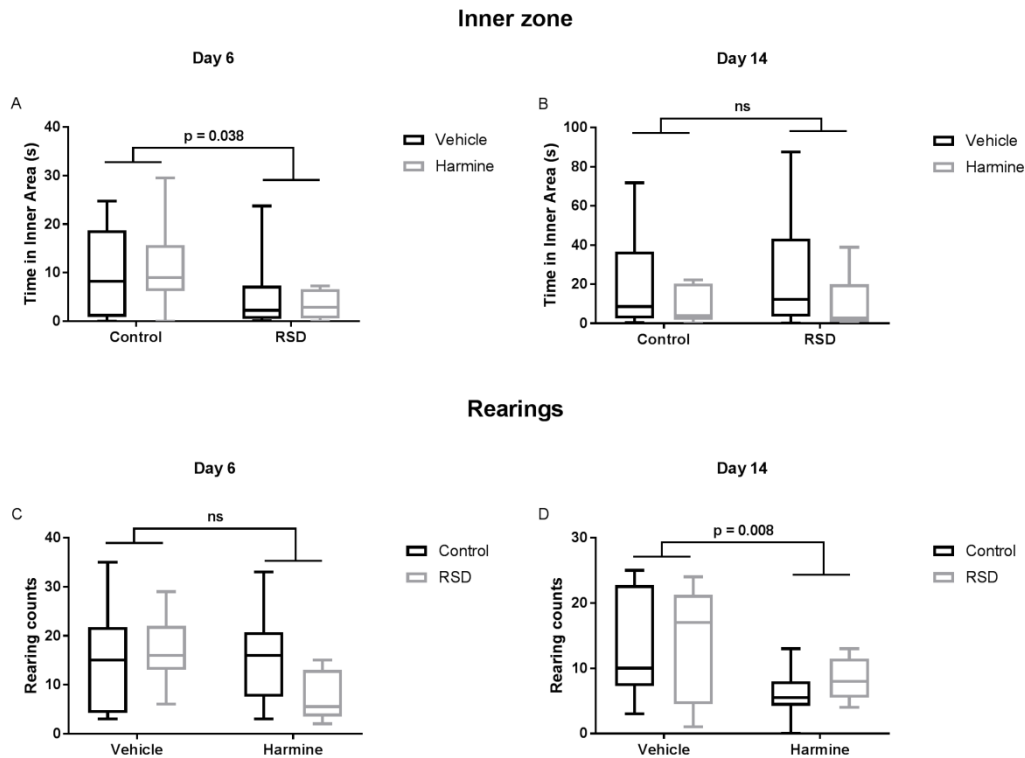 Inner zone
Day 6
Day 14
A
B
Time in Inner Area (s)
40
30
20
10
0
p = 0.038
Vehicle
Harmine
Control
RSD
Time in Inner Area (s)
100
80
60
40
20
0
ns
Vehicle
Harmine
Control
RSD
Rearings
Day 6
Day 14
C
D
Rearing counts
40
30
20
10
0
ns
Control
RSD
Vehicle
Harmine
Rearing counts
30
20
10
0
p = 0.008
Control
RSD
Vehicle
Harmine